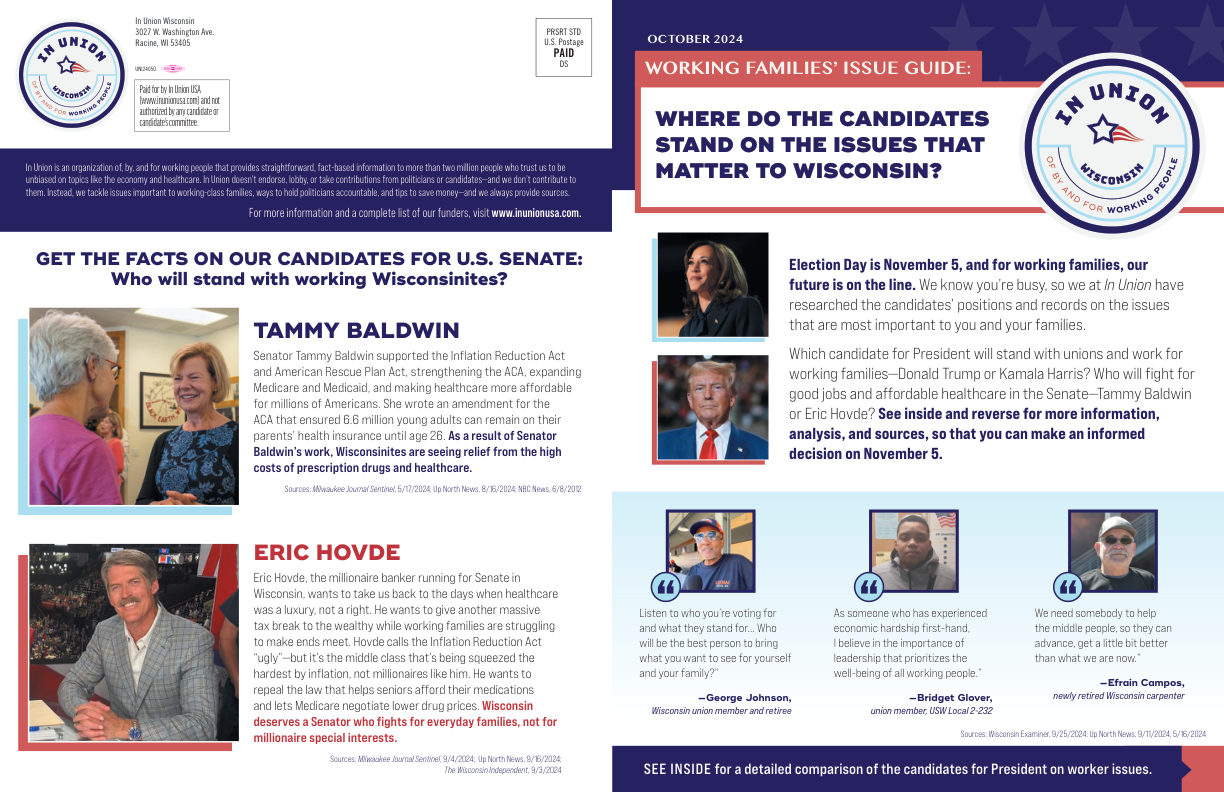 IN UNION
WISCONSIN
OF BY AND FOR WORKING PEOPLE
In Union Wisconsin
3027 W. Washington Ave.
Racine, WI 53405
UNI24050
Paid for by In Union USA
(www.inunionusa.com) and not
authorized by any candidate or
candidate's committee.
PRSRT STD
U.S. Postage
PAID
DS
In Union is an organization of, by, and for working people that provides straightforward, fact-based information to more than two million people who trust us to be
unbiased on topics like the economy and healthcare. In Union doesn't endorse, lobby, or take contributions from politicians or candidates—and we don't contribute to
them. Instead, we tackle issues important to working-class families, ways to hold politicians accountable, and tips to save money—and we always provide sources.
For more information and a complete list of our funders, visit www.inunionusa.com.
GET THE FACTS ON OUR CANDIDATES FOR U.S. SENATE:
Who will stand with working Wisconsinites?
TAMMY BALDWIN
Senator Tammy Baldwin supported the Inflation Reduction Act
and American Rescue Plan Act, strengthening the ACA, expanding
Medicare and Medicaid, and making healthcare more affordable
for millions of Americans. She wrote an amendment for the
ACA that ensured 6.6 million young adults can remain on their
parents' health insurance until age 26. As a result of Senator
Baldwin's work, Wisconsinites are seeing relief from the high
costs of prescription drugs and healthcare.
Sources: Milwaukee Journal Sentinel, 5/17/2024; Up North News, 8/16/2024; NBC News, 6/8/2012
ERIC HOVDE
Eric Hovde, the millionaire banker running for Senate in
Wisconsin, wants to take us back to the days when healthcare
was a luxury, not a right. He wants to give another massive
tax break to the wealthy while working families are struggling
to make ends meet. Hovde calls the Inflation Reduction Act
"ugly"—but it's the middle class that's being squeezed the
hardest by inflation, not millionaires like him. He wants to
repeal the law that helps seniors afford their medications
and lets Medicare negotiate lower drug prices. Wisconsin
deserves a Senator who fights for everyday families, not for
millionaire special interests.
Sources: Milwaukee Journal Sentinel, 9/4/2024; Up North News, 9/16/2024;
The Wisconsin Independent, 9/3/2024
OCTOBER 2024
WORKING FAMILIES' ISSUE GUIDE:
WHERE DO THE CANDIDATES
STAND ON THE ISSUES THAT
MATTER TO WISCONSIN?
IN UNION
WISCONSIN
OF BY AND FOR WORKING PEOPLE
Election Day is November 5, and for working families, our
future is on the line. We know you're busy, so we at In Union have
researched the candidates' positions and records on the issues
that are most important to you and your families.
Which candidate for President will stand with unions and work for
working families—Donald Trump or Kamala Harris? Who will fight for
good jobs and affordable healthcare in the Senate—Tammy Baldwin
or Eric Hovde? See inside and reverse for more information,
analysis, and sources, so that you can make an informed
decision on November 5.
“
Listen to who you're voting for
and what they stand for... Who
will be the best person to bring
what you want to see for yourself
and your family?"
—George Johnson,
Wisconsin union member and retiree
“
As someone who has experienced
economic hardship first-hand,
I believe in the importance of
leadership that prioritizes the
well-being of all working people."
—Bridget Glover,
union member, USW Local 2-232
“
We need somebody to help
the middle people, so they can
advance, get a little bit better
than what we are now."
—Efrain Campos,
newly retired Wisconsin carpenter
Sources: Wisconsin Examiner, 9/25/2024; Up North News, 9/11/2024, 5/16/2024
SEE INSIDE for a detailed comparison of the candidates for President on worker issues.